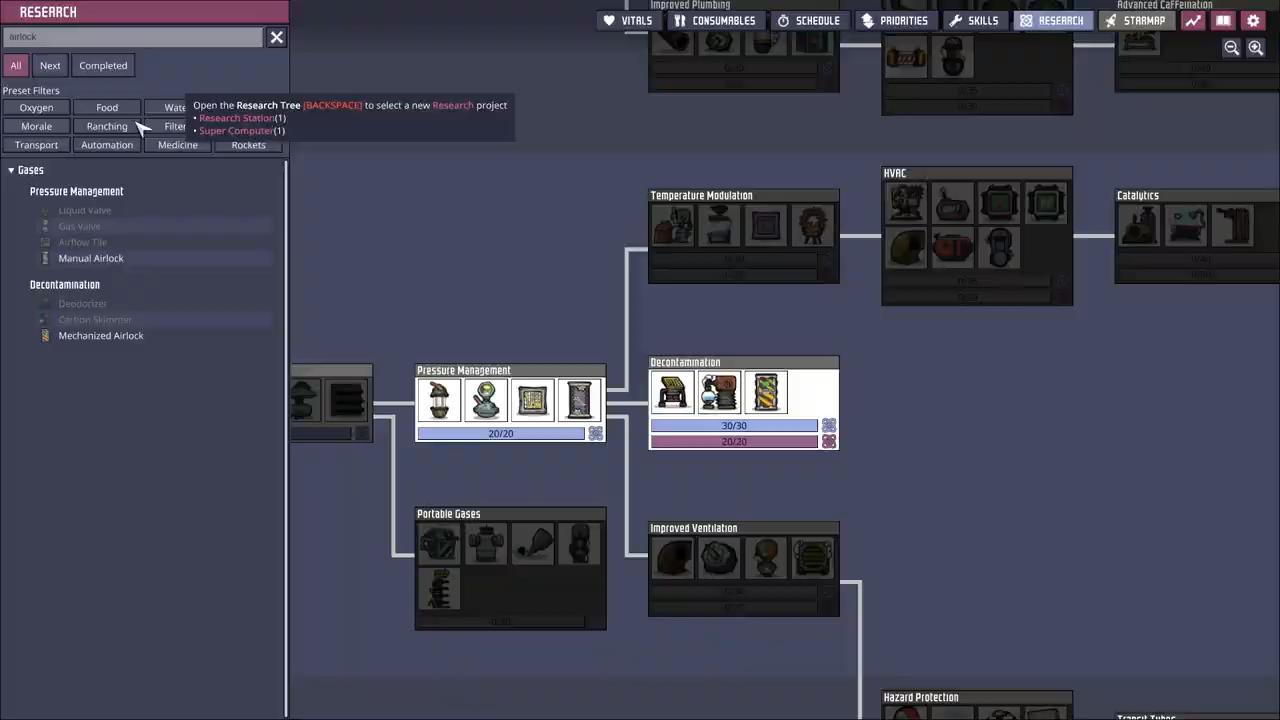 RESEARCH
airlock
All
Next
Completed
Preset Filters
Oxygen
Food
Wate
Morale
Ranching
Filter
Transport
Automation
Medicine
Rockets
Open the Research Tree [BACKSPACE] to select a new Research project
• Research Station(1)
• Super Computer(1)
Gases
Pressure Management
Liquid Valve
Gas Valve
Airflow Tile
Manual Airlock
Decontamination
Deodorizer
Carbon Skimmer
Mechanized Airlock
VITALS
CONSUMABLES
SCHEDULE
PRIORITIES
SKILLS
RESEARCH
STARMAP
Improved Plumbing
Advanced Caffeination
Temperature Modulation
HVAC
Catalytics
Pressure Management
20/20
Decontamination
30/30
20/20
Portable Gases
Improved Ventilation
Hazard Protection
Transit Tubes